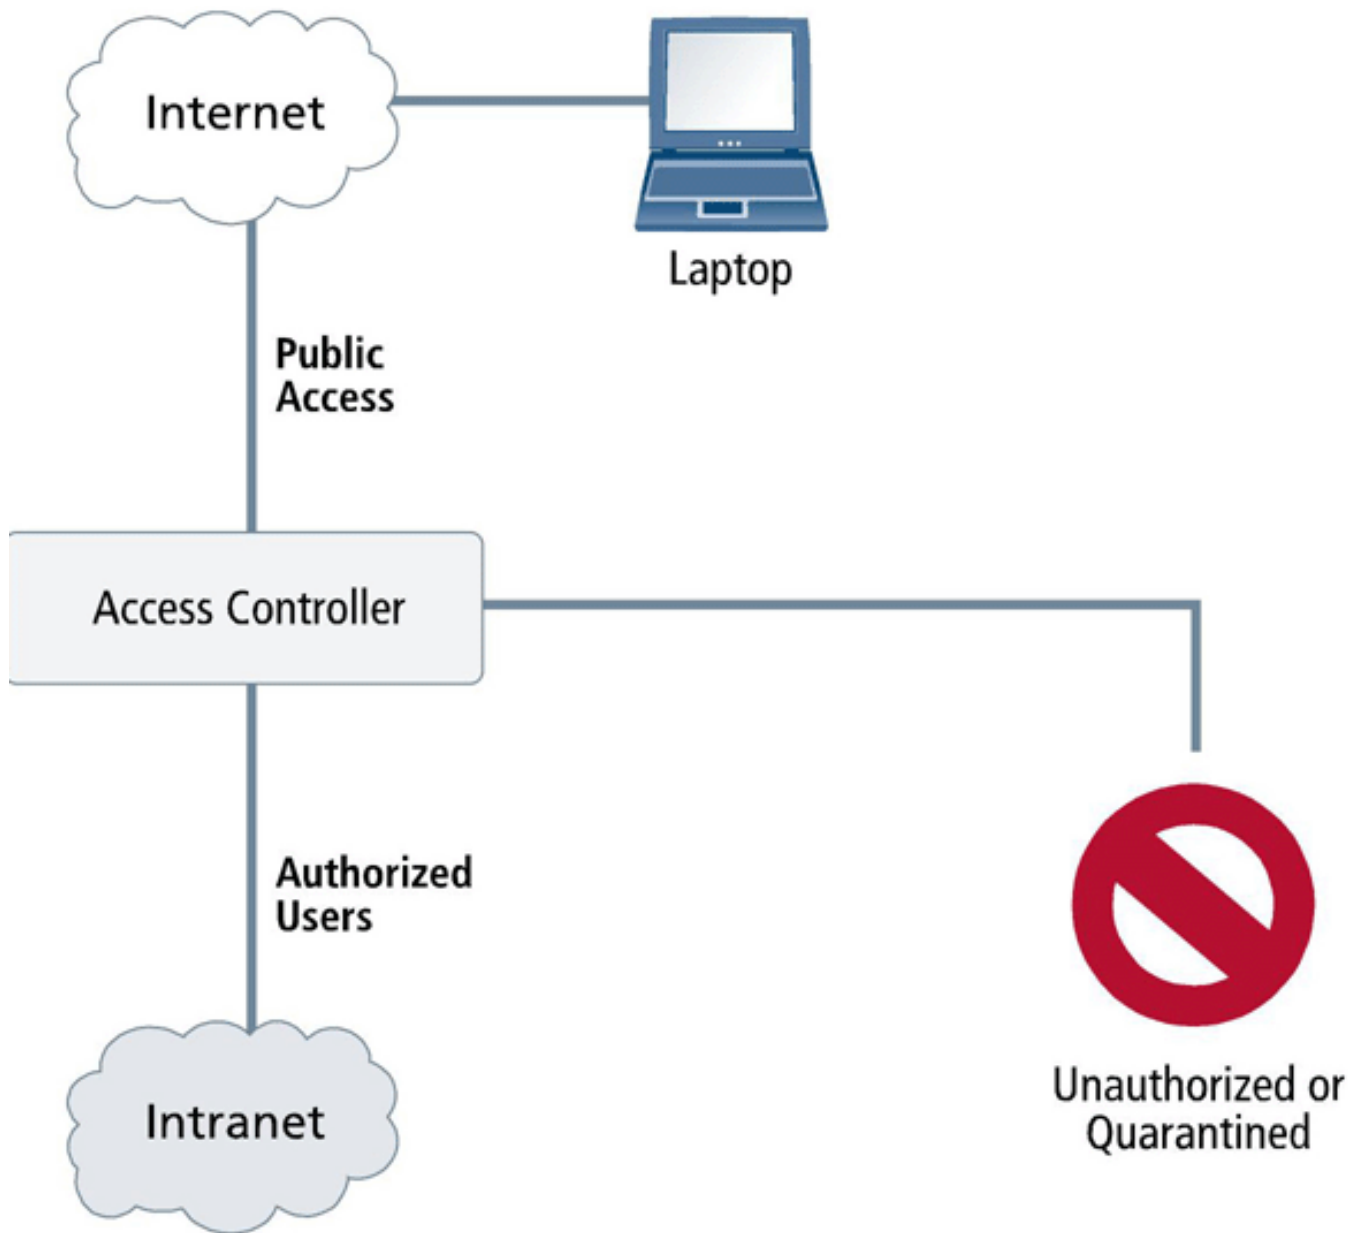 Internet
Laptop
Public
Access
Access Controller
Authorized
Users
Intranet
Unauthorized or
Quarantined